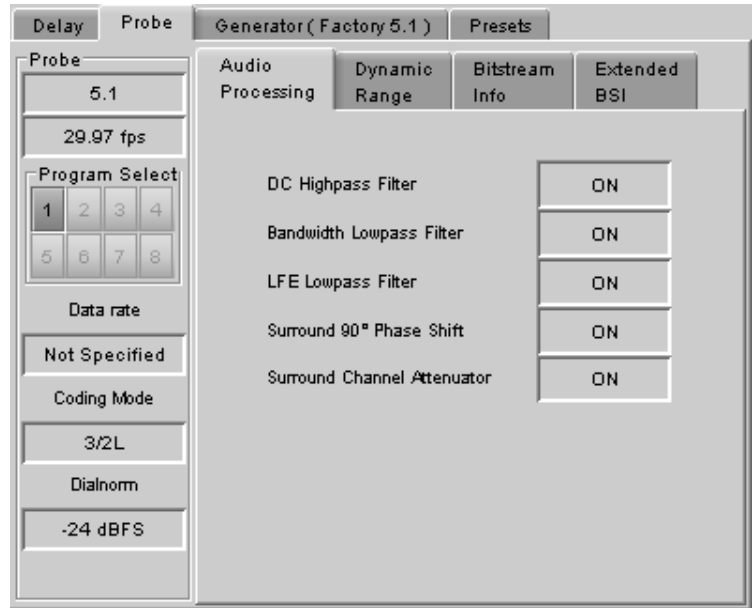 Delay Probe Generator ( Factory 5.1 ) Presets
Probe
5.1
29.97 fps
Program Select
1 2 3 4
5 6 7 8
Data rate
Not Specified
Coding Mode
3/2L
Dialnorm
-24 dBFS
Audio Processing
Dynamic Range
Bitstream Info
Extended BSI
DC Highpass Filter ON
Bandwidth Lowpass Filter ON
LFE Lowpass Filter ON
Surround 90° Phase Shift ON
Surround Channel Attenuator ON